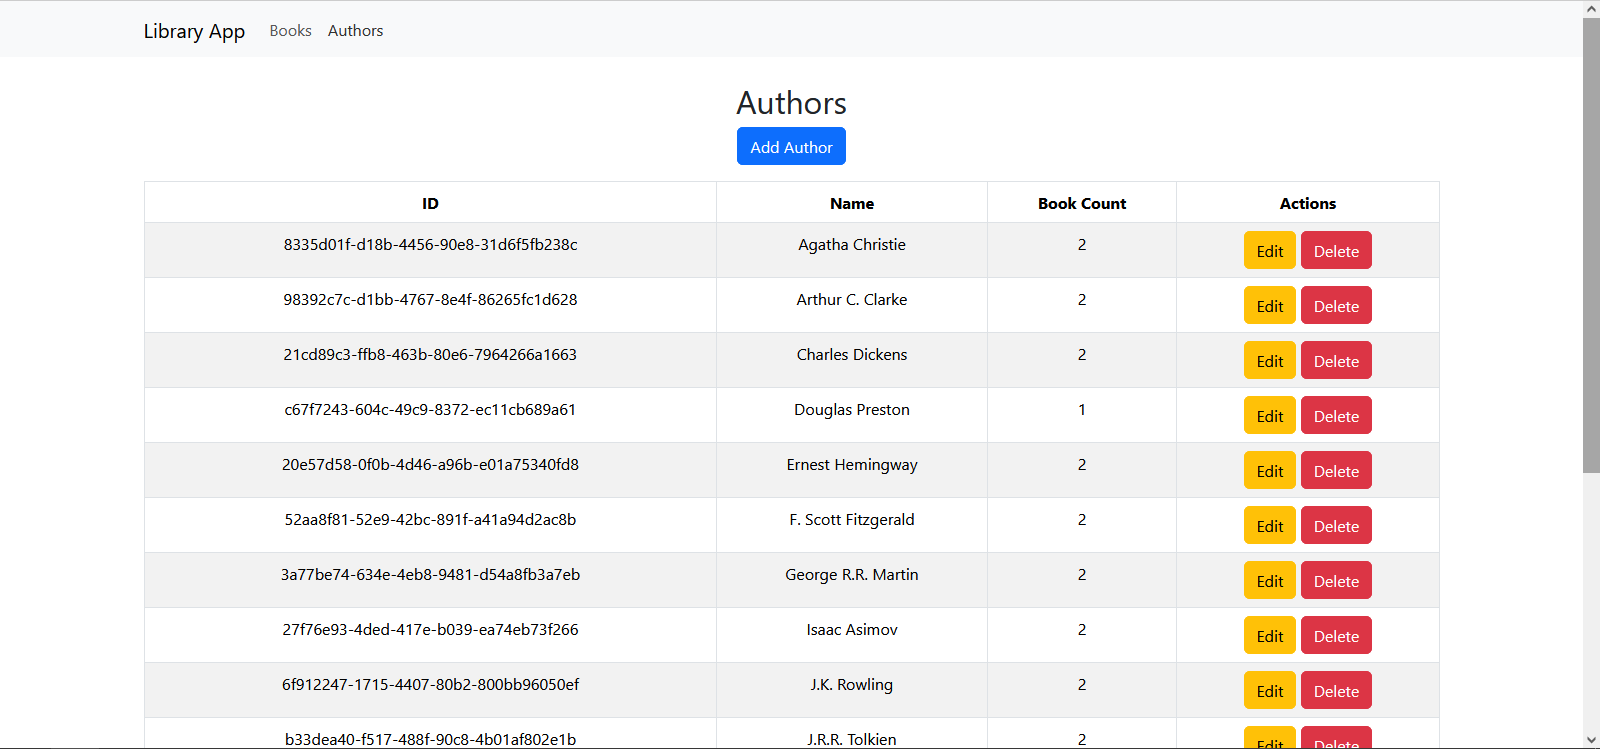 Library App Books Authors
Authors
Add Author
ID Name Book Count Actions
8335d01f-d18b-4456-90e8-31d6f5fb238c Agatha Christie 2 Edit Delete
98392c7c-d1bb-4767-8e4f-86265fc1d628 Arthur C. Clarke 2 Edit Delete
21cd89c3-ffb8-463b-80e6-7964266a1663 Charles Dickens 2 Edit Delete
c67f7243-604c-49c9-8372-ec11cb689a61 Douglas Preston 1 Edit Delete
20e57d58-0f0b-4d46-a96b-e01a75340fd8 Ernest Hemingway 2 Edit Delete
52aa8f81-52e9-42bc-891f-a41a94d2ac8b F. Scott Fitzgerald 2 Edit Delete
3a77be74-634e-4eb8-9481-d54a8fb3a7eb George R.R. Martin 2 Edit Delete
27f76e93-4ded-417e-b039-ea74eb73f266 Isaac Asimov 2 Edit Delete
6f912247-1715-4407-80b2-800bb96050ef J.K. Rowling 2 Edit Delete
b33dea40-f517-488f-90c8-4b01af802e1b J.R.R. Tolkien 2 Edit Delete